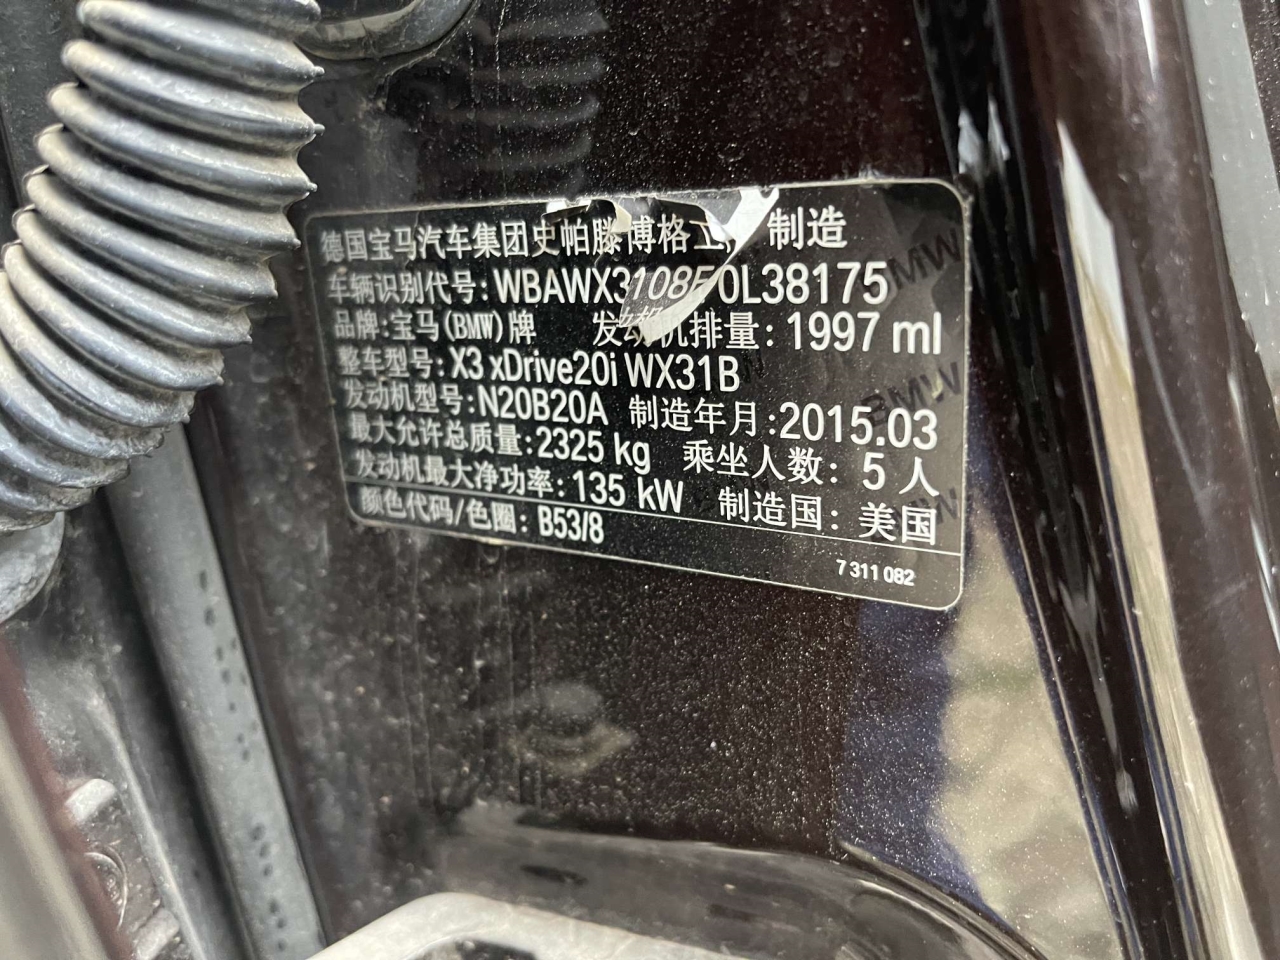 德国宝马汽车集团史帕滕博格工 制造
车辆识别代号:WBAWX3108F0L38175
品牌:宝马(BMW)牌 发动机排量:1997 ml
整车型号:X3 xDrive20i WX31B
发动机型号:N20B20A 制造年月:2015.03
最大允许总质量:2325 kg 乘坐人数:5人
发动机最大净功率:135 kW 制造国:美国
颜色代码/色圈:B53/8
7 311 082
BMW
BMW